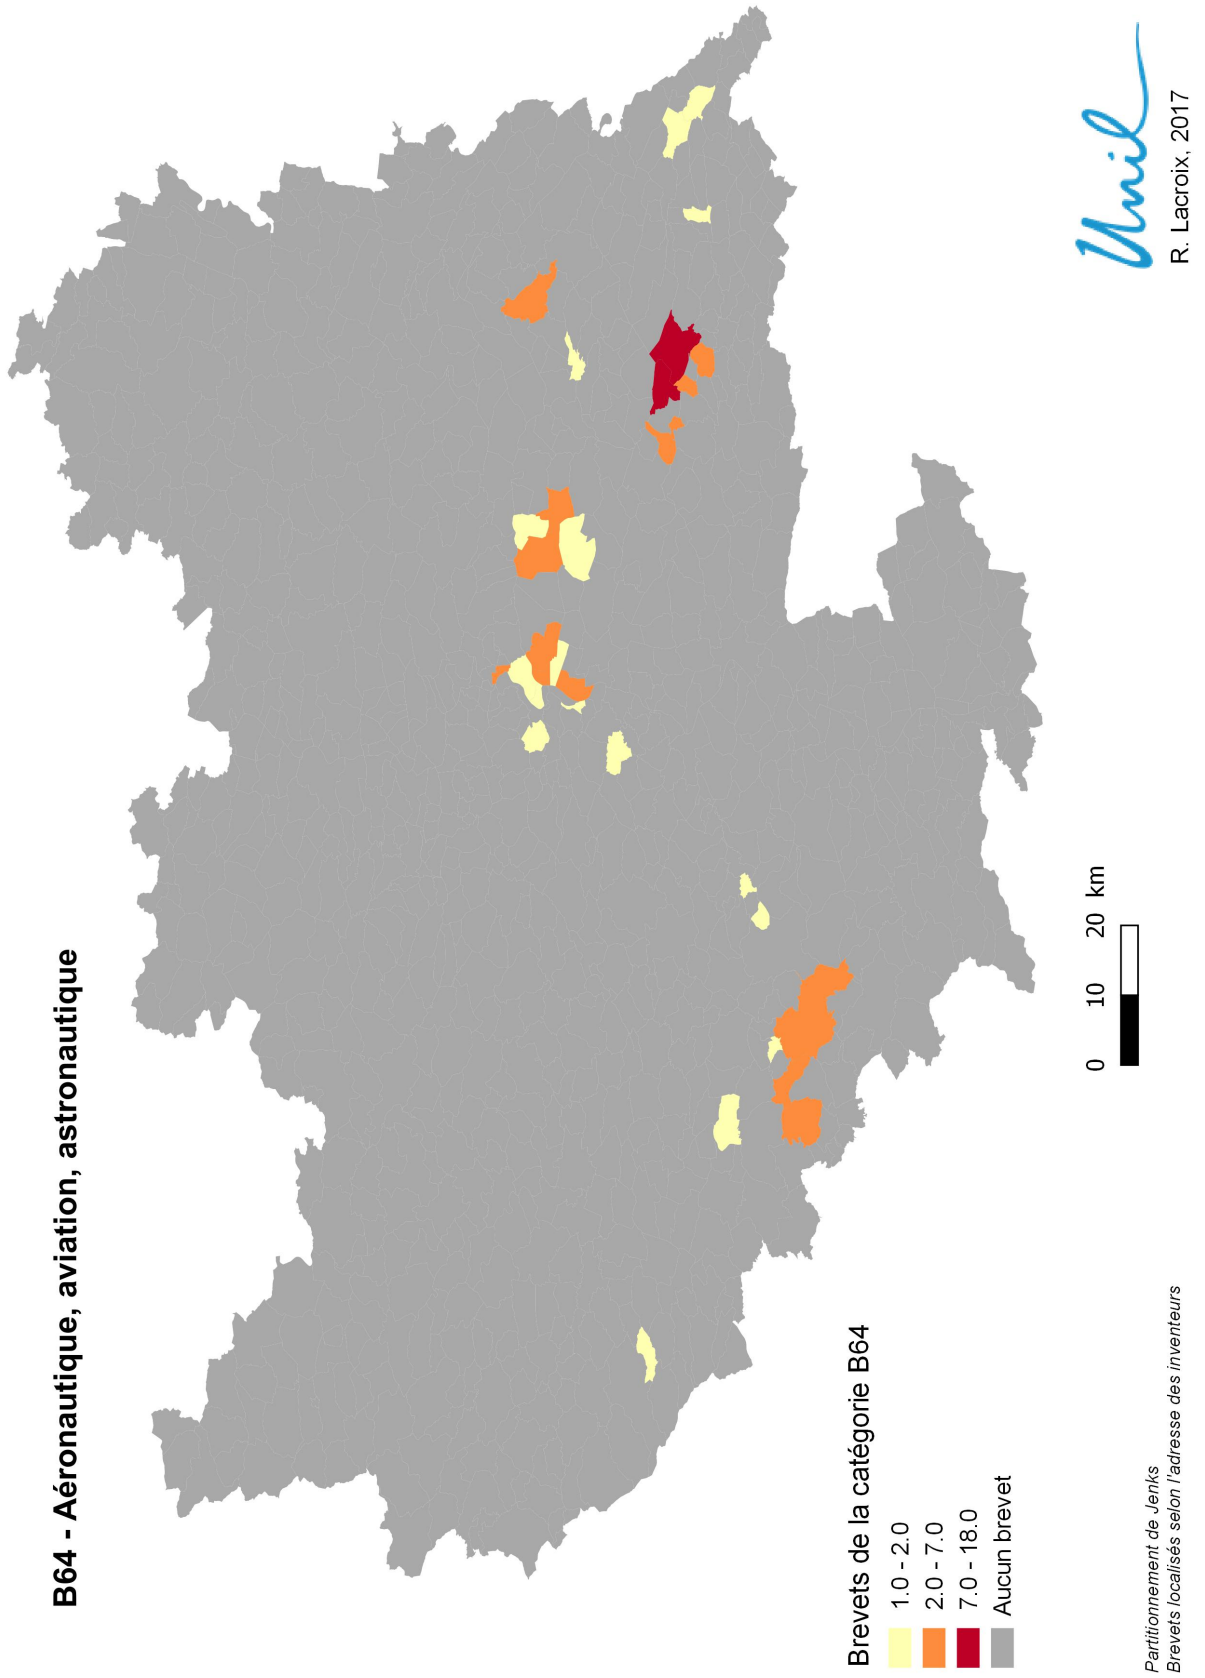 B64 - Aéronautique, aviation, astronautique
Brevets de la catégorie B64
1.0 - 2.0
2.0 - 7.0
7.0 - 18.0
Aucun brevet
0 10 20 km
Partitionnement de Jenks
Brevets localisés selon l'adresse des inventeurs
Unil
R. Lacroix, 2017